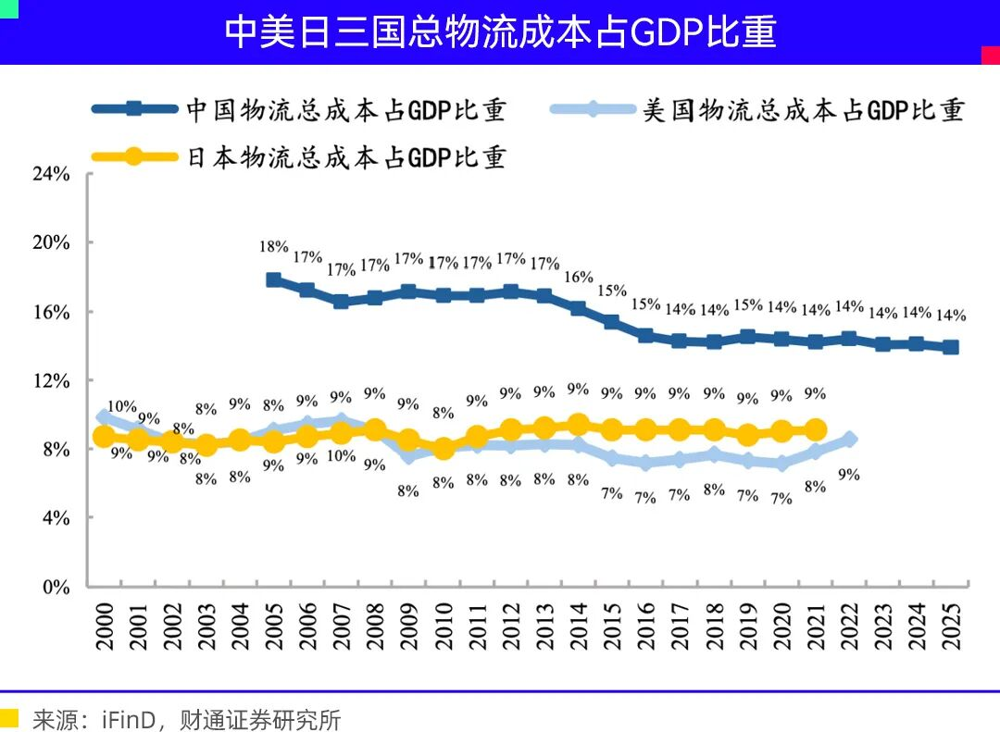 中美日三国总物流成本占GDP比重
中国物流总成本占GDP比重 美国物流总成本占GDP比重
日本物流总成本占GDP比重
24%
20%
16%
12%
8%
4%
0%
18% 17% 17% 17% 17% 17% 17% 17% 17% 16% 15% 15% 14% 14% 15% 14% 14% 14% 14% 14% 14%
10% 9% 8% 8% 9% 8% 9% 9% 9% 9% 8% 9% 9% 9% 9% 9% 9% 9% 9% 9% 9% 9%
9% 9% 8% 8% 8% 9% 9% 10% 9% 8% 8% 8% 8% 8% 8% 7% 7% 7% 8% 7% 7% 8% 9%
2000 2001 2002 2003 2004 2005 2006 2007 2008 2009 2010 2011 2012 2013 2014 2015 2016 2017 2018 2019 2020 2021 2022 2023 2024 2025
来源：iFinD，财通证券研究所